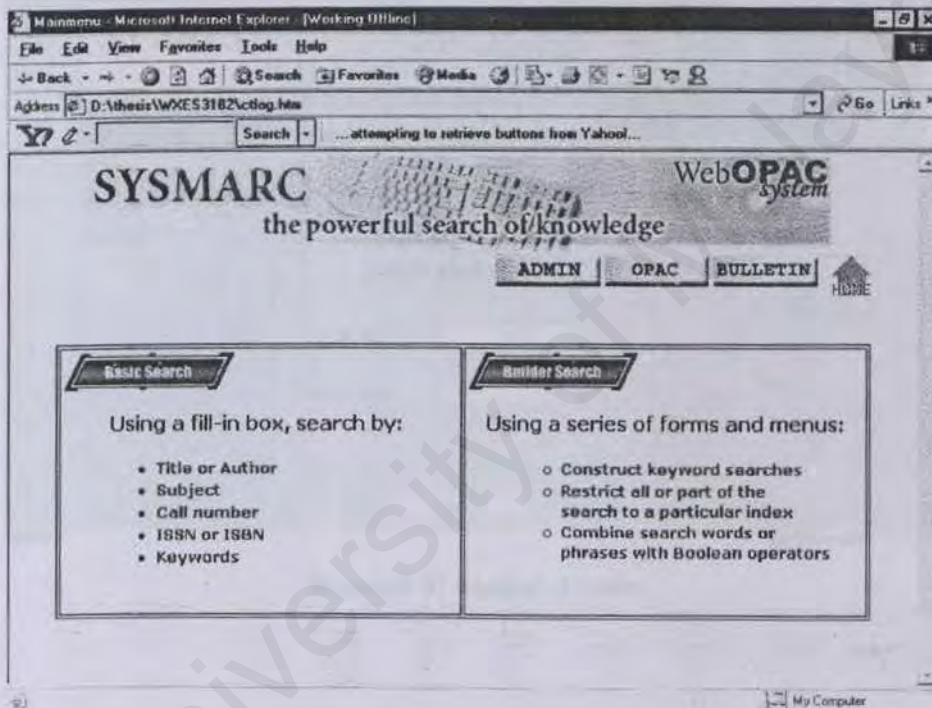 Mainmenu - Microsoft Internet Explorer - [Working Offline]
File Edit View Favorites Tools Help
Back Search Favorites Media
Address D:\thesis\WXES3182\ctlog.htm Go Links
Y! Search ...attempting to retrieve buttons from Yahoo!...
SYSMARC WebOPAC
system
the powerful search of knowledge
ADMIN OPAC BULLETIN
HOME
Basic Search
Using a fill-in box, search by:
• Title or Author
• Subject
• Call number
• ISSN or ISBN
• Keywords
Builder Search
Using a series of forms and menus:
o Construct keyword searches
o Restrict all or part of the
search to a particular index
o Combine search words or
phrases with Boolean operators
My Computer